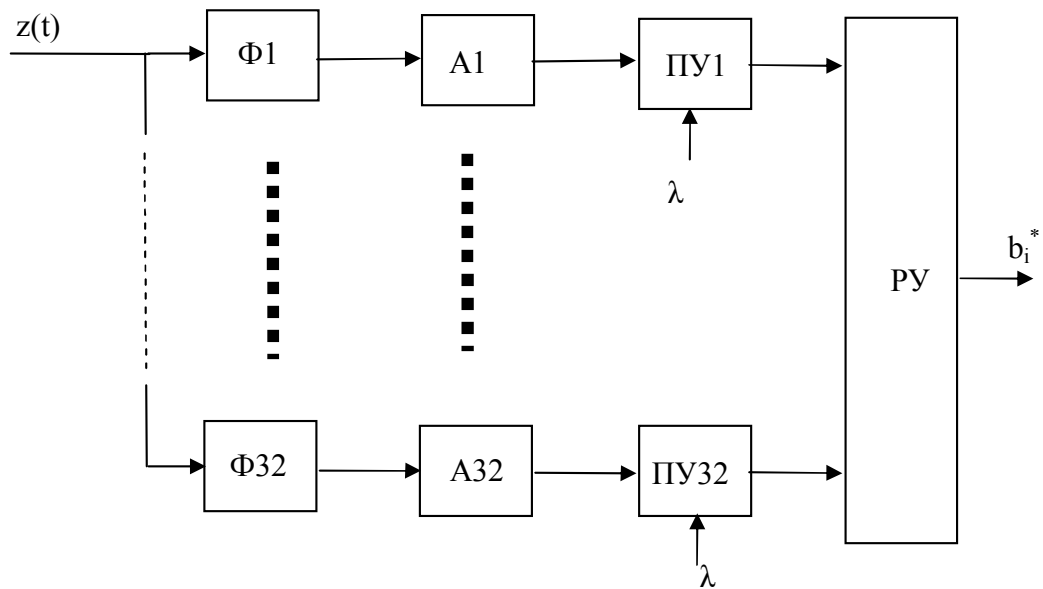 z(t)
Ф1
А1
ПУ1
λ
b_i^*
РУ
Ф32
А32
ПУ32
λ